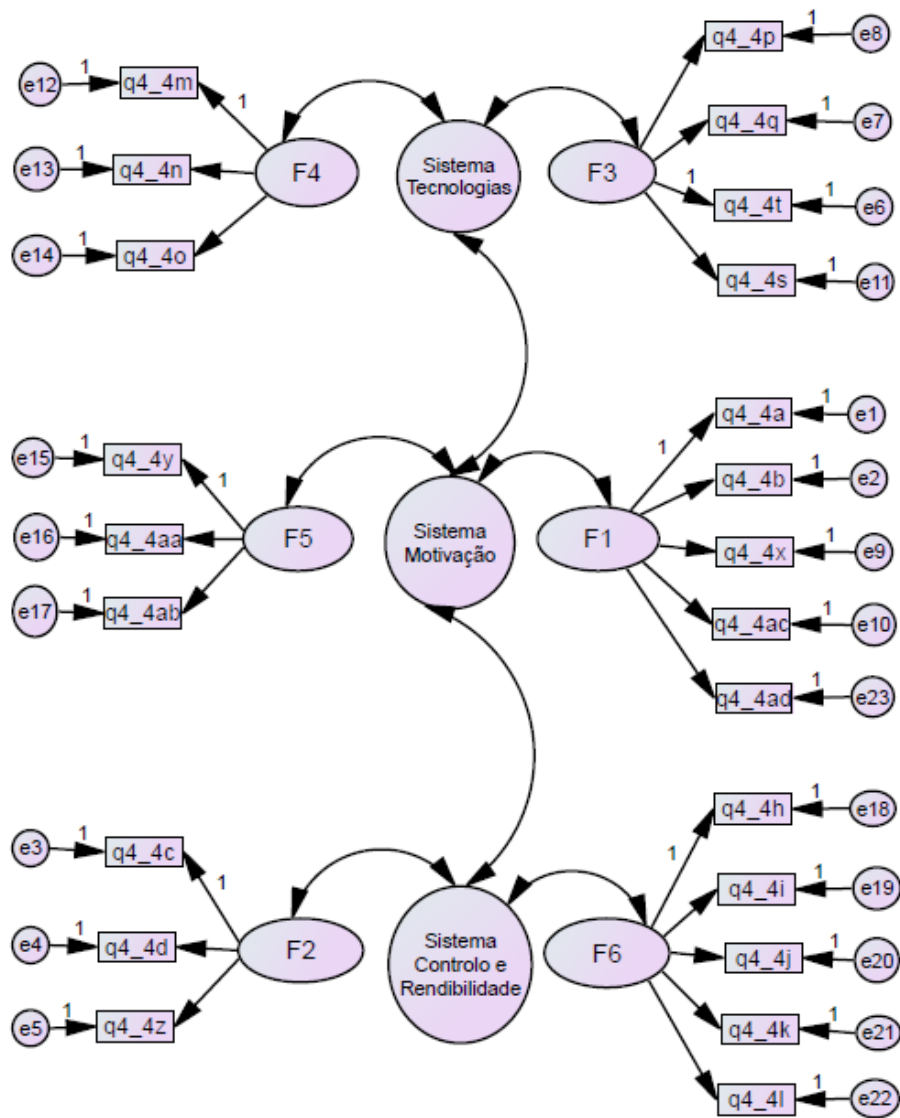 e12 1 q4_4m
1
e13 1 q4_4n
e14 1 q4_4o
F4
Sistema
Tecnologias
F3
q4_4p 1 e8
q4_4q 1 e7
1 q4_4t 1 e6
q4_4s 1 e11
e15 1 q4_4y
1
e16 1 q4_4aa
e17 1 q4_4ab
F5
Sistema
Motivação
F1
1
q4_4a 1 e1
q4_4b 1 e2
q4_4x 1 e9
q4_4ac 1 e10
q4_4ad 1 e23
e3 1 q4_4c
1
e4 1 q4_4d
e5 1 q4_4z
F2
Sistema
Controlo e
Rendibilidade
F6
1
q4_4h 1 e18
q4_4i 1 e19
q4_4j 1 e20
q4_4k 1 e21
q4_4l 1 e22